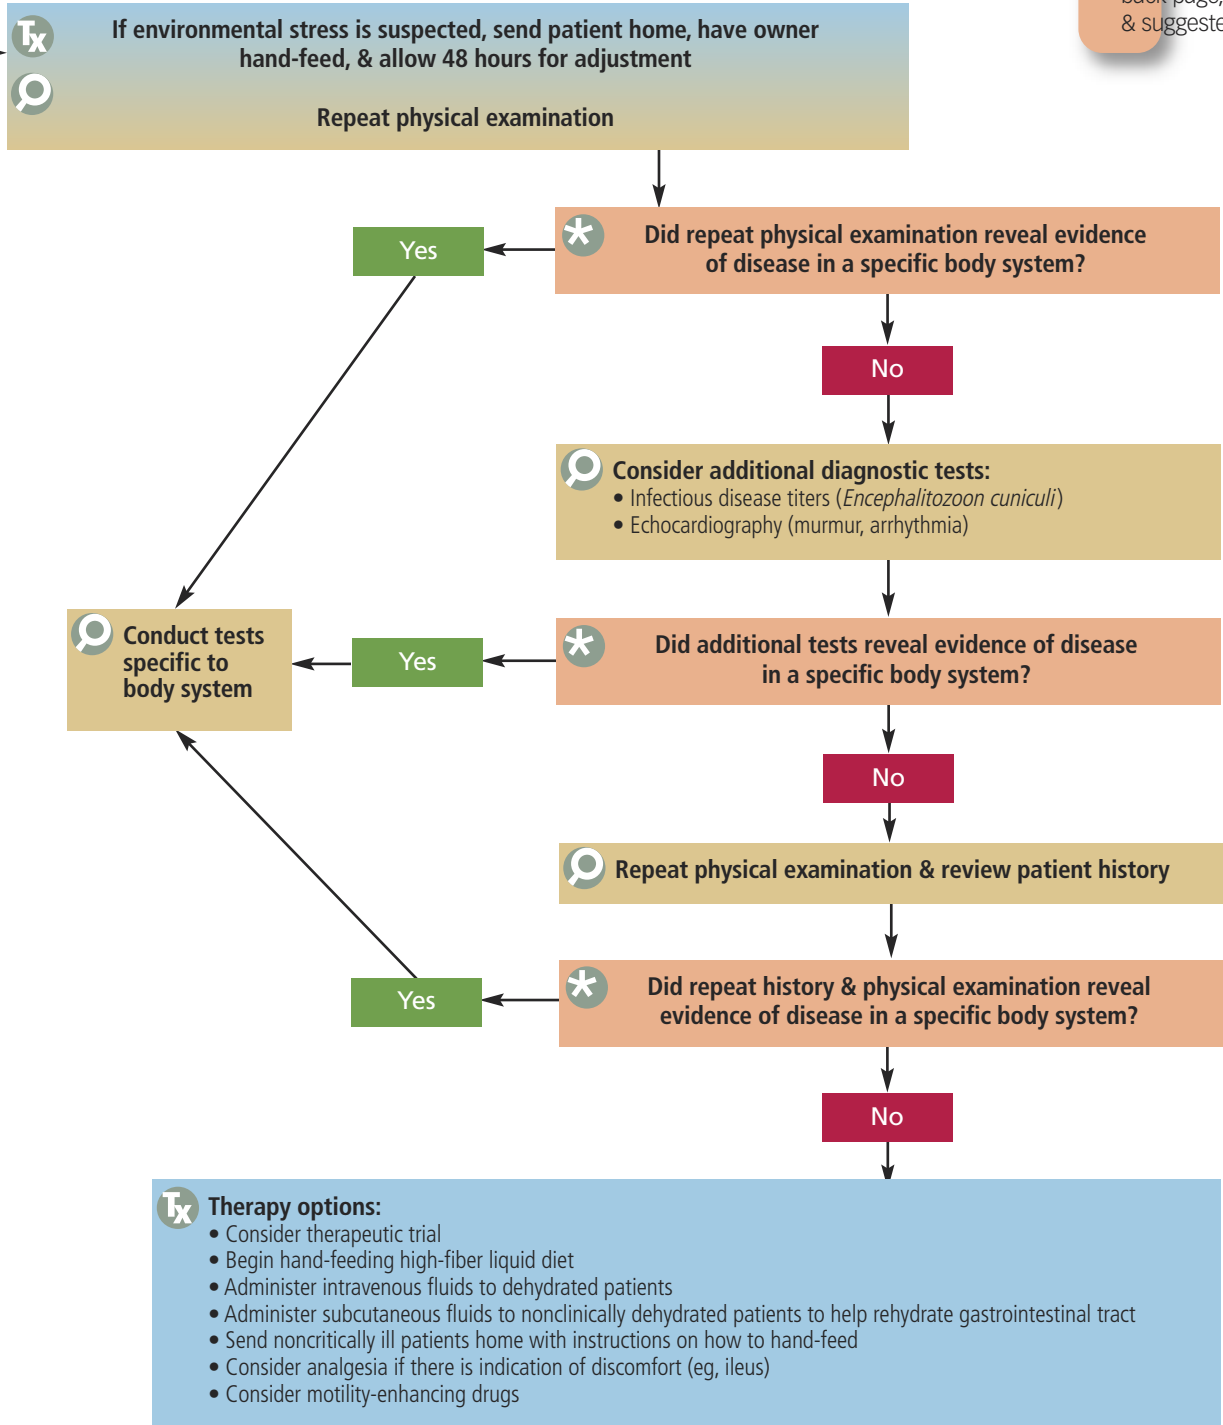 back page,
& suggeste
Tx
If environmental stress is suspected, send patient home, have owner
hand-feed, & allow 48 hours for adjustment
Repeat physical examination
*
Did repeat physical examination reveal evidence
of disease in a specific body system?
Yes
No
Consider additional diagnostic tests:
• Infectious disease titers (Encephalitozoon cuniculi)
• Echocardiography (murmur, arrhythmia)
Conduct tests
specific to
body system
Yes
*
Did additional tests reveal evidence of disease
in a specific body system?
No
Repeat physical examination & review patient history
Yes
*
Did repeat history & physical examination reveal
evidence of disease in a specific body system?
No
Tx
Therapy options:
• Consider therapeutic trial
• Begin hand-feeding high-fiber liquid diet
• Administer intravenous fluids to dehydrated patients
• Administer subcutaneous fluids to nonclinically dehydrated patients to help rehydrate gastrointestinal tract
• Send noncritically ill patients home with instructions on how to hand-feed
• Consider analgesia if there is indication of discomfort (eg, ileus)
• Consider motility-enhancing drugs